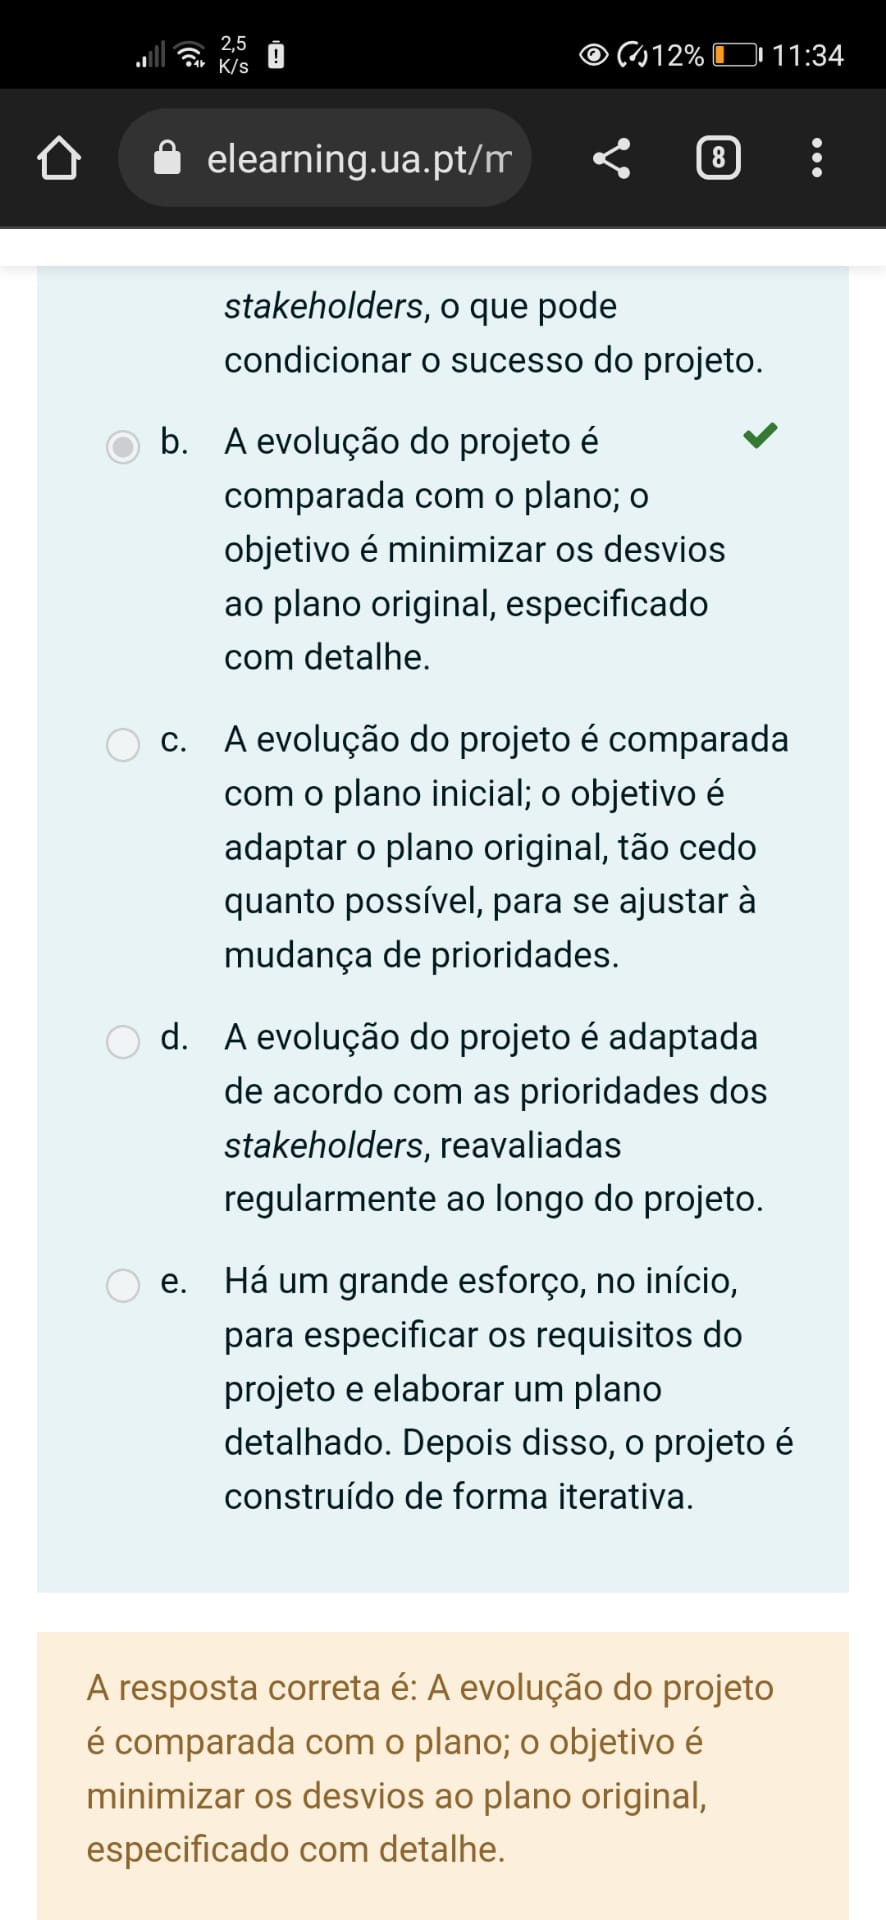 2,5
K/s
12% 11:34
elearning.ua.pt/m
8
stakeholders, o que pode
condicionar o sucesso do projeto.
b. A evolução do projeto é
comparada com o plano; o
objetivo é minimizar os desvios
ao plano original, especificado
com detalhe.
c. A evolução do projeto é comparada
com o plano inicial; o objetivo é
adaptar o plano original, tão cedo
quanto possível, para se ajustar à
mudança de prioridades.
d. A evolução do projeto é adaptada
de acordo com as prioridades dos
stakeholders, reavaliadas
regularmente ao longo do projeto.
e. Há um grande esforço, no início,
para especificar os requisitos do
projeto e elaborar um plano
detalhado. Depois disso, o projeto é
construído de forma iterativa.
A resposta correta é: A evolução do projeto
é comparada com o plano; o objetivo é
minimizar os desvios ao plano original,
especificado com detalhe.